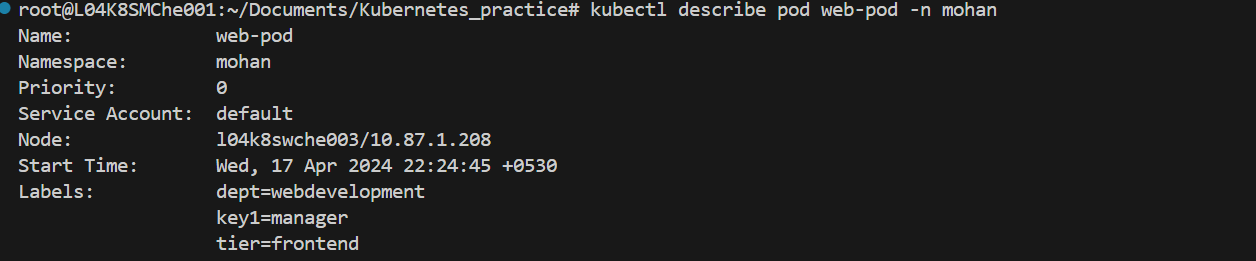 root@L04K8SMChe001:~/Documents/Kubernetes_practice# kubectl describe pod web-pod -n mohan
Name:             web-pod
Namespace:        mohan
Priority:         0
Service Account:  default
Node:             l04k8swche003/10.87.1.208
Start Time:       Wed, 17 Apr 2024 22:24:45 +0530
Labels:           dept=webdevelopment
                  key1=manager
                  tier=frontend